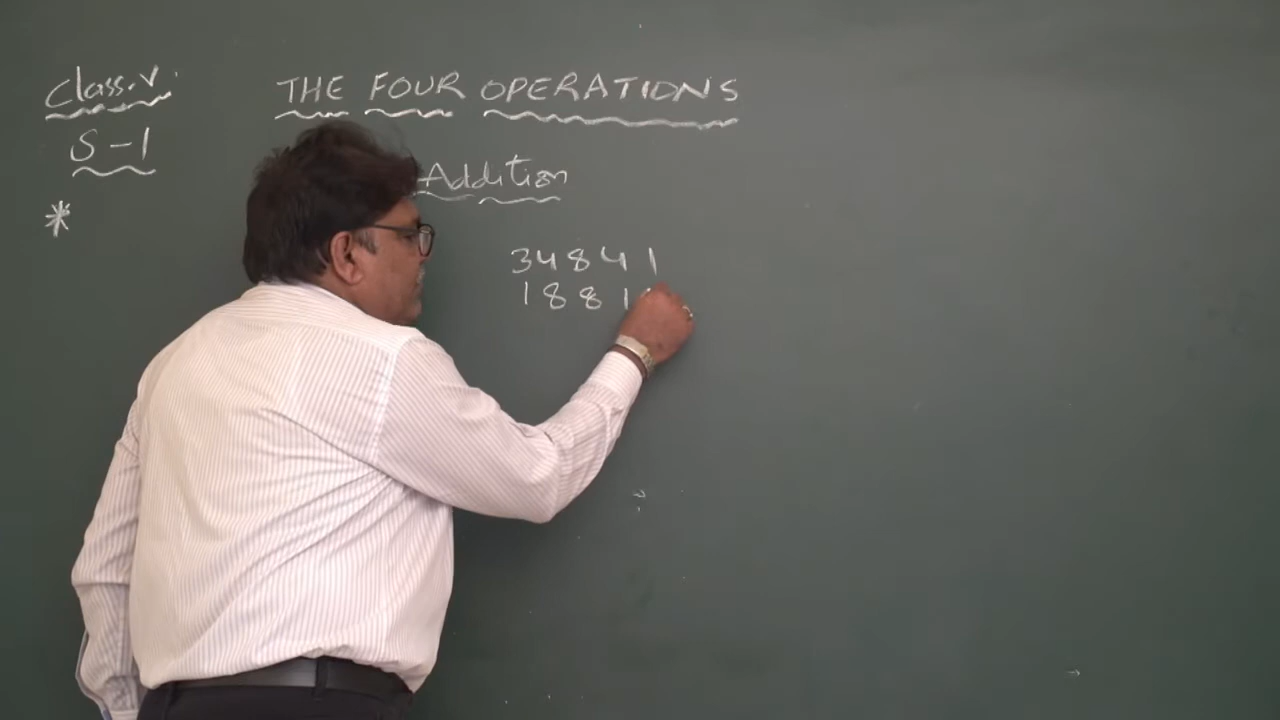 Class.V.
THE FOUR OPERATIONS
S-1
Addition
*
34841
1881